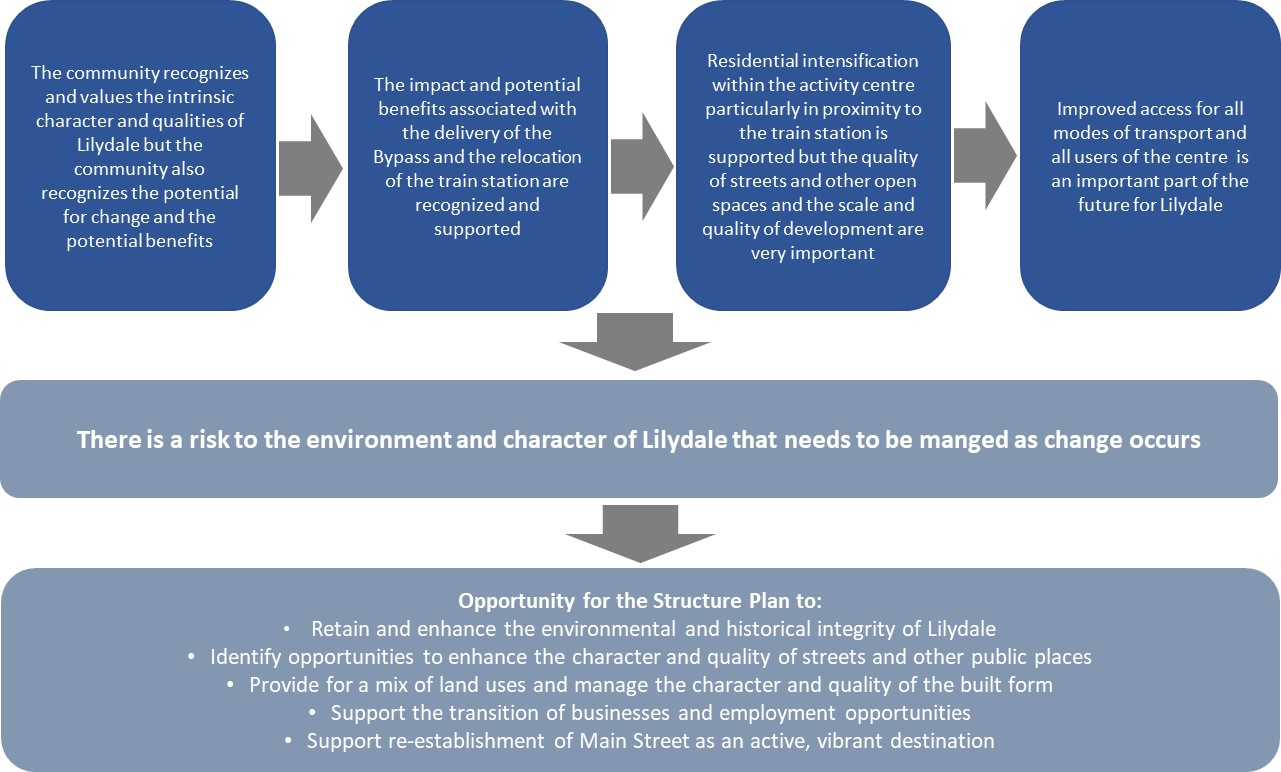 The community recognizes
and values the intrinsic
character and qualities of
Lilydale but the
community also
recognizes the potential
for change and the
potential benefits
The impact and potential
benefits associated with
the delivery of the
Bypass and the relocation
of the train station are
recognized and
supported
Residential intensification
within the activity centre
particularly in proximity to
the train station is
supported but the quality
of streets and other open
spaces and the scale and
quality of development are
very important
Improved access for all
modes of transport and
all users of the centre is
an important part of the
future for Lilydale
There is a risk to the environment and character of Lilydale that needs to be manged as change occurs
Opportunity for the Structure Plan to:
• Retain and enhance the environmental and historical integrity of Lilydale
• Identify opportunities to enhance the character and quality of streets and other public places
• Provide for a mix of land uses and manage the character and quality of the built form
• Support the transition of businesses and employment opportunities
• Support re-establishment of Main Street as an active, vibrant destination